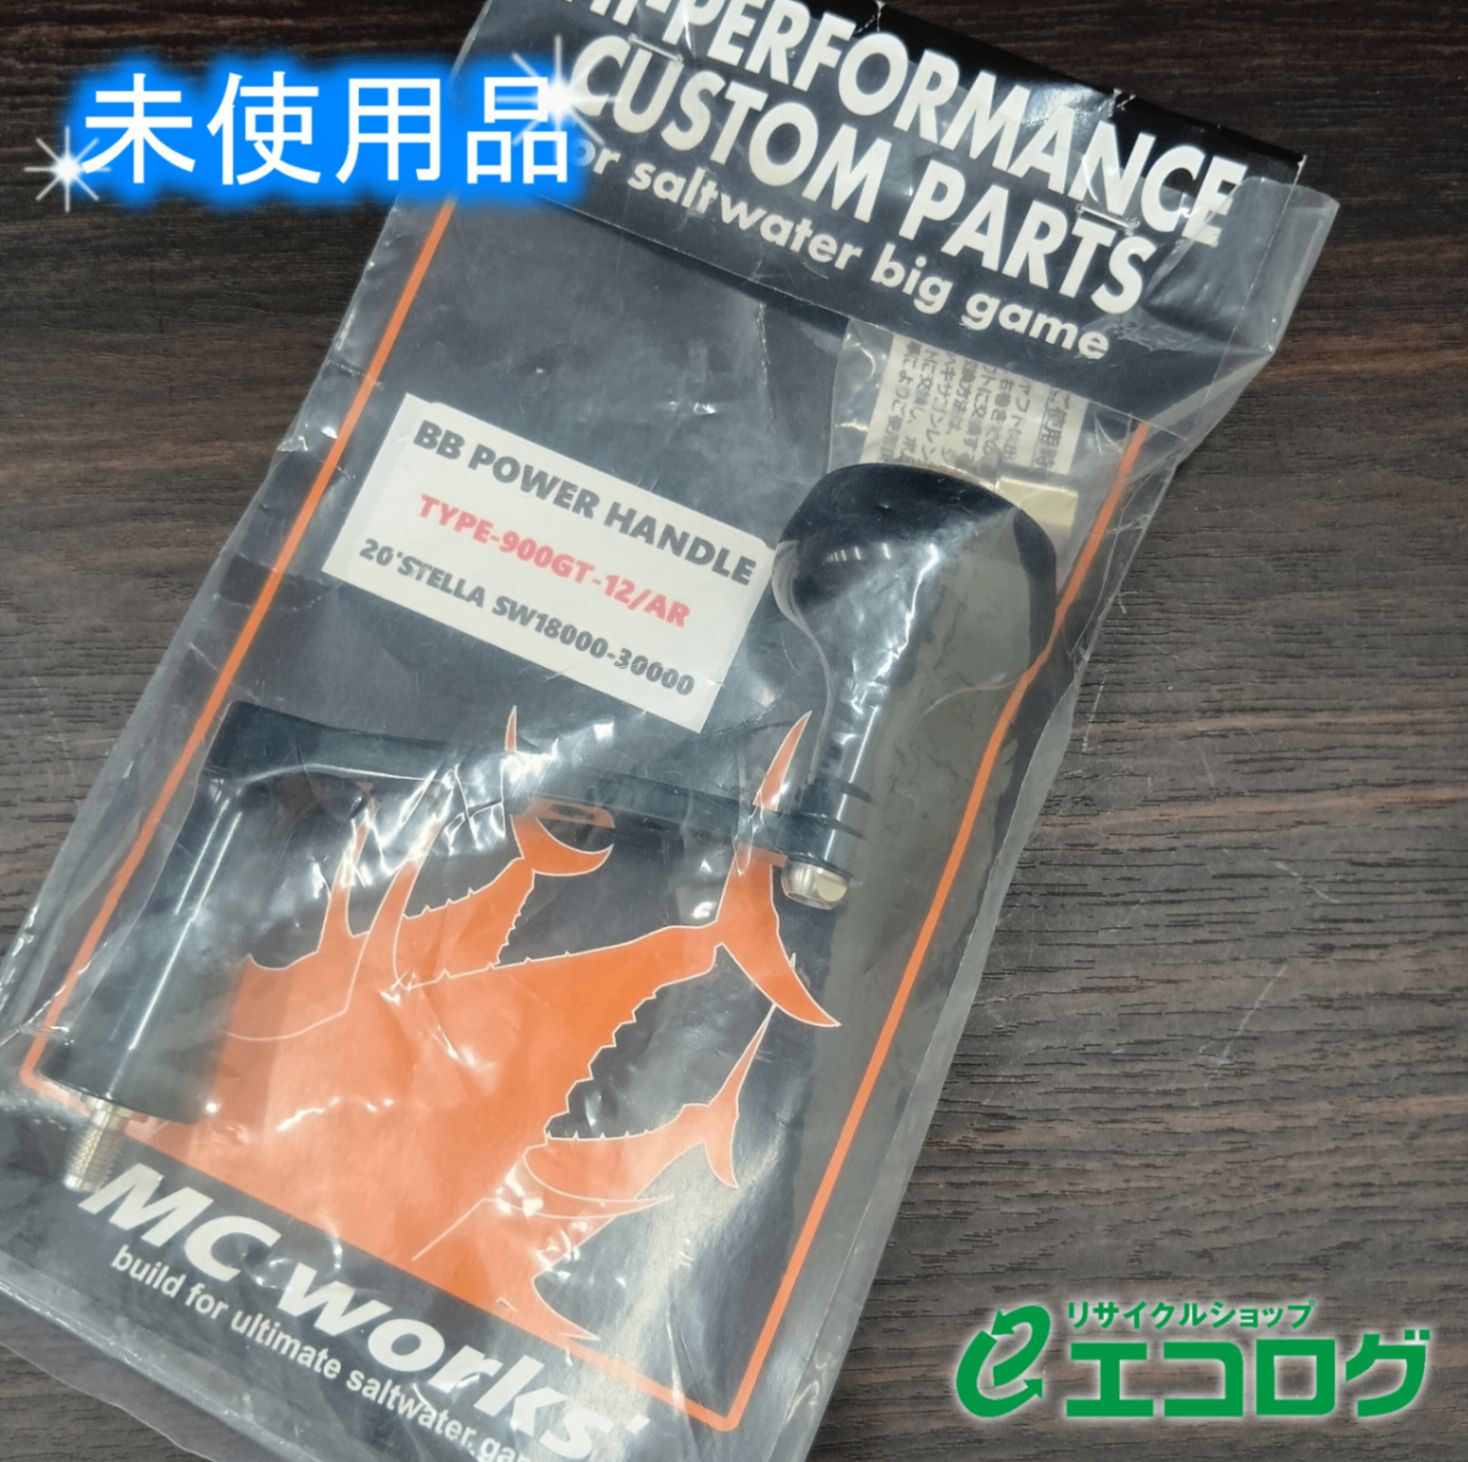 未使用品
HI-PERFORMANCE
CUSTOM PARTS
for saltwater big game
BB POWER HANDLE
TYPE-900GT-12/AR
20'STELLA SW18000-30000
MC works'
build for ultimate saltwater
リサイクルショップ
エコログ